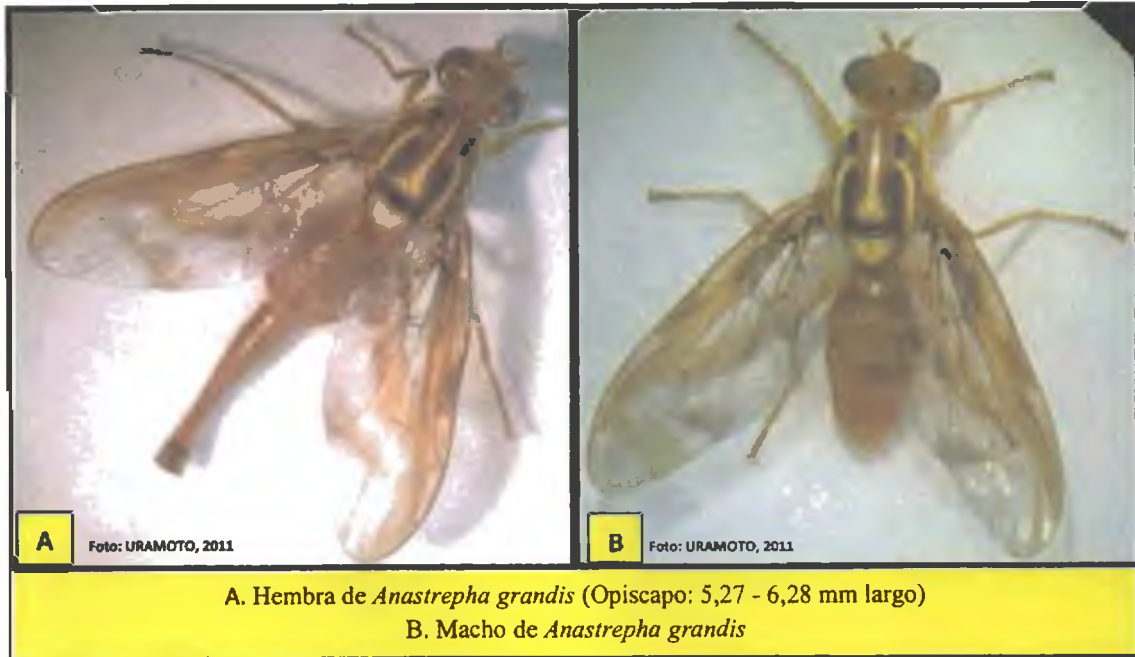 A
Foto: URAMOTO, 2011
B
Foto: URAMOTO, 2011
A. Hembra de Anastrepha grandis (Opiscapo: 5,27 - 6,28 mm largo)
B. Macho de Anastrepha grandis